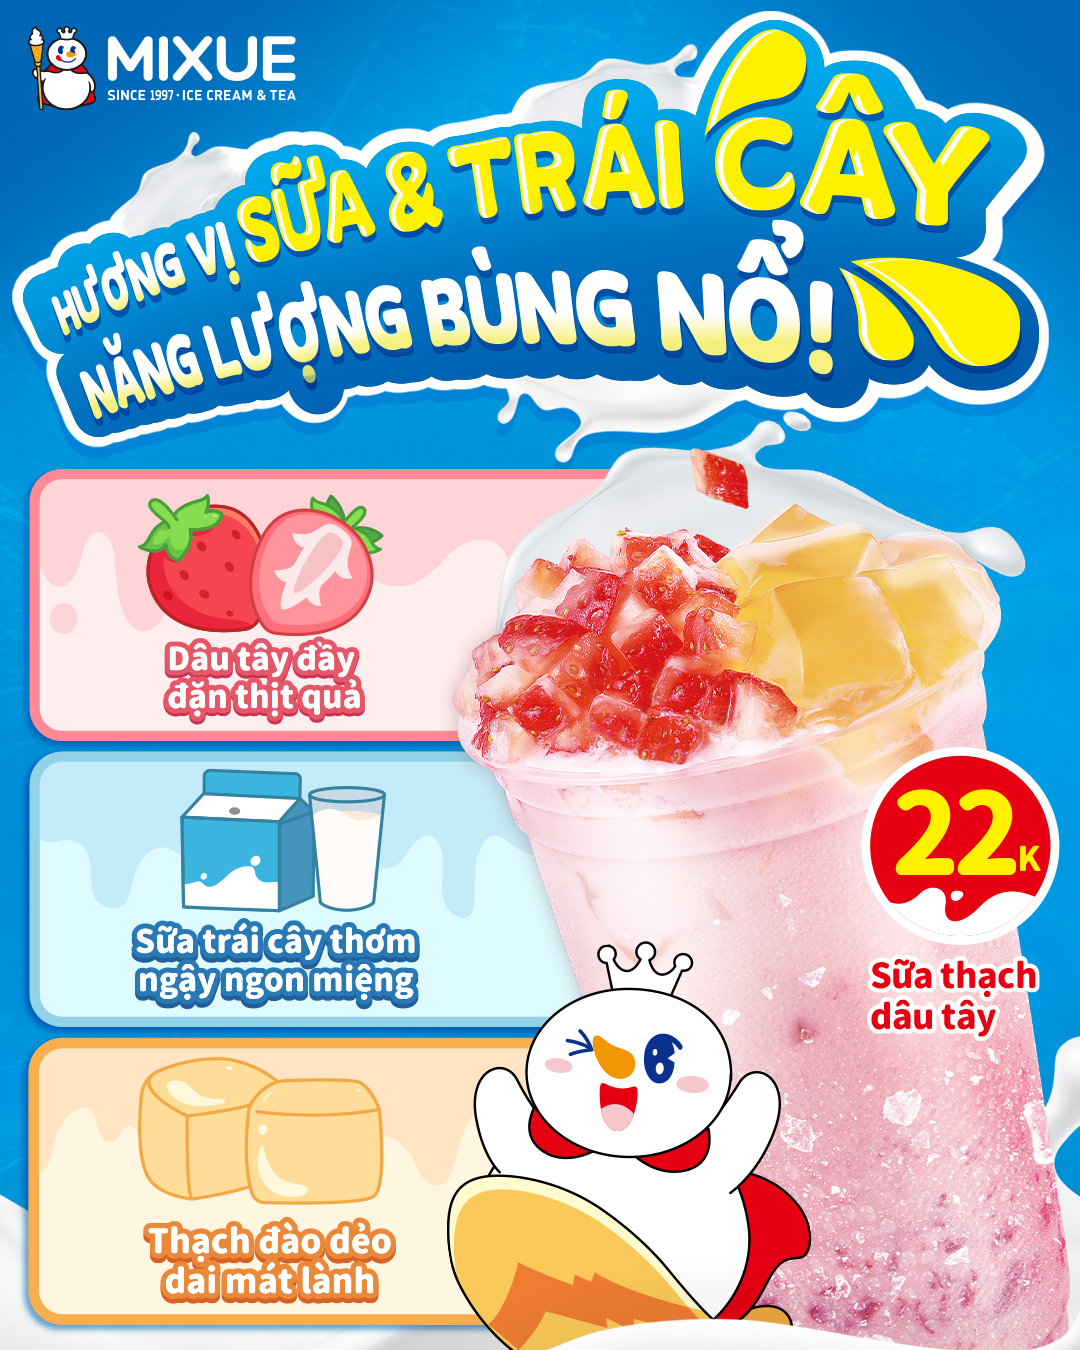 MIXUE
SINCE 1997 · ICE CREAM & TEA
HƯƠNG VỊ SỮA & TRÁI CÂY
NĂNG LƯỢNG BÙNG NỔ!
Dâu tây đầy
đặn thịt quả
Sữa trái cây thơm
ngậy ngon miệng
Thạch đào dẻo
dai mát lành
22K
Sữa thạch
dâu tây